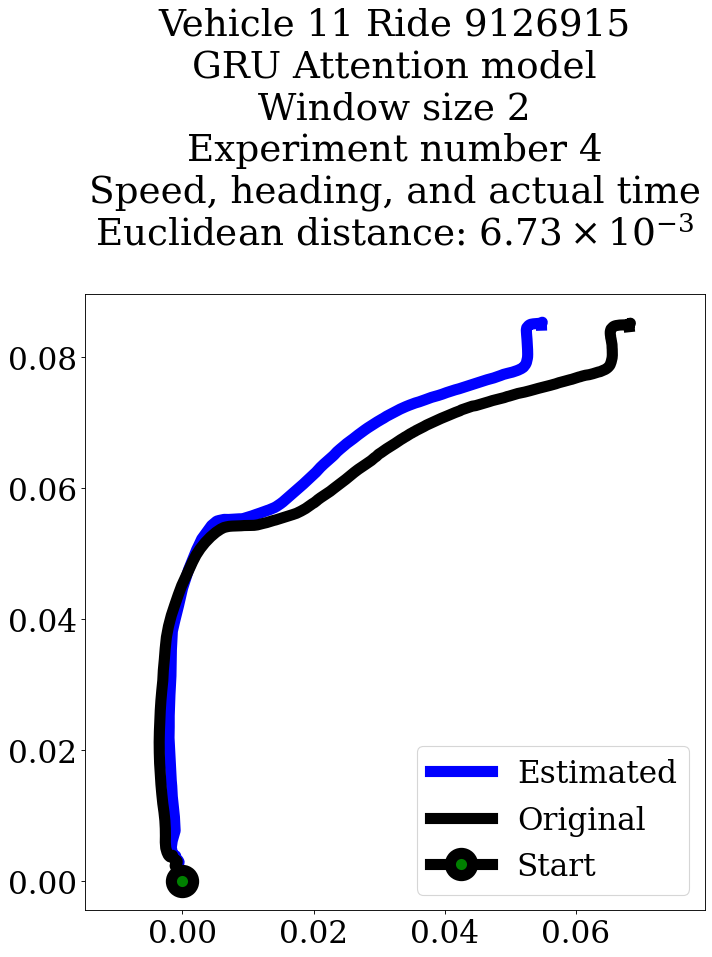 Vehicle 11 Ride 9126915
GRU Attention model
Window size 2
Experiment number 4
Speed, heading, and actual time
Euclidean distance: 6.73 × 10⁻³
0.08
0.06
0.04
0.02
0.00
Estimated
Original
Start
0.00 0.02 0.04 0.06